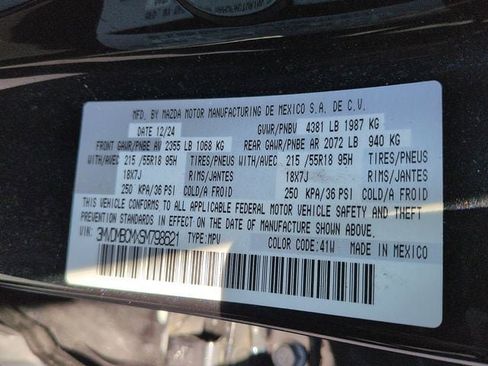 MFD. BY MAZDA MOTOR MANUFACTURING DE MEXICO S.A. DE C.V.
DATE 12/24 GVWR/PNBV 4381 LB 1987 KG
FRONT GAWR/PNBE AV 2355 LB 1068 KG REAR GAWR/PNBE AR 2072 LB 940 KG
WITH/AVEC 215 /55R18 95H TIRES/PNEUS WITH/AVEC 215 /55R18 95H TIRES/PNEUS
18X7J RIMS/JANTES 18X7J RIMS/JANTES
250 KPA/36 PSI COLD/A FROID 250 KPA/36 PSI COLD/A FROID
THIS VEHICLE CONFORMS TO ALL APPLICABLE FEDERAL MOTOR VEHICLE SAFETY AND THEFT
PREVENTION STANDARDS IN EFFECT ON THE DATE OF MANUFACTURE SHOWN ABOVE.
VIN: TYPE: MPV COLOR CODE: 41W MADE IN MEXICO